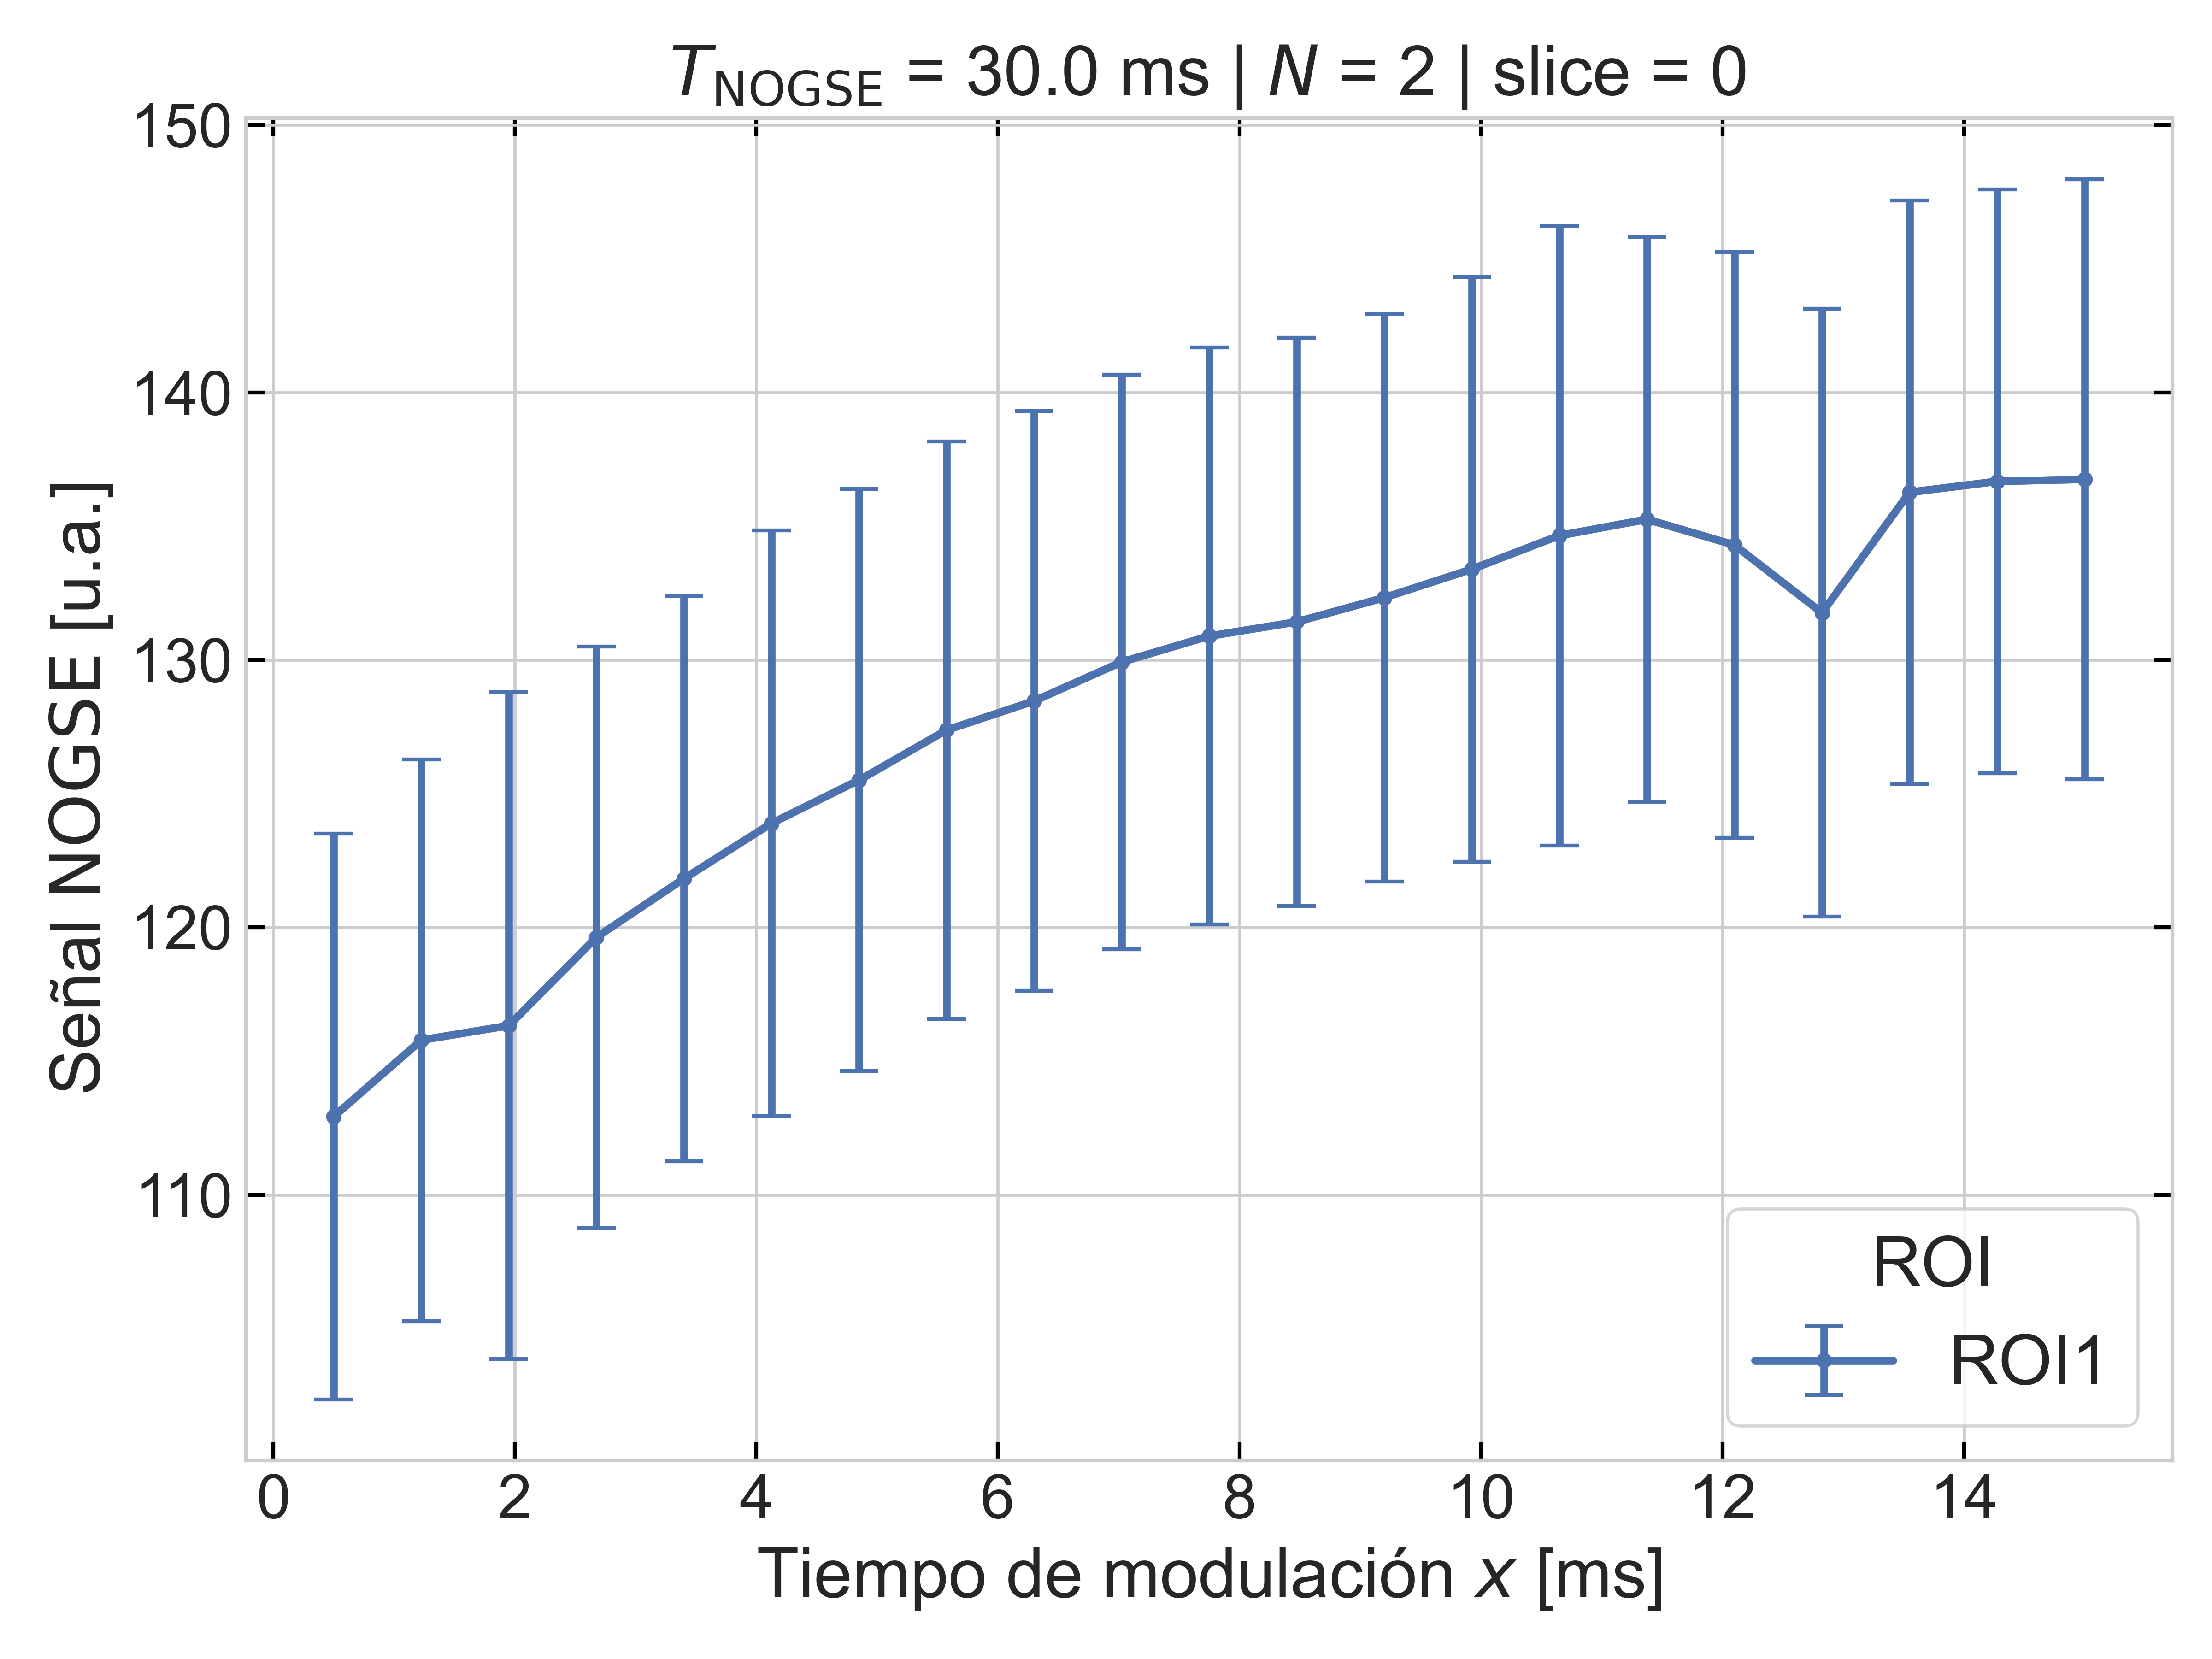 T_NOGSE = 30.0 ms | N = 2 | slice = 0
150
140
130
120
110
Señal NOGSE [u.a.]
0 2 4 6 8 10 12 14
Tiempo de modulación x [ms]
ROI
ROI1